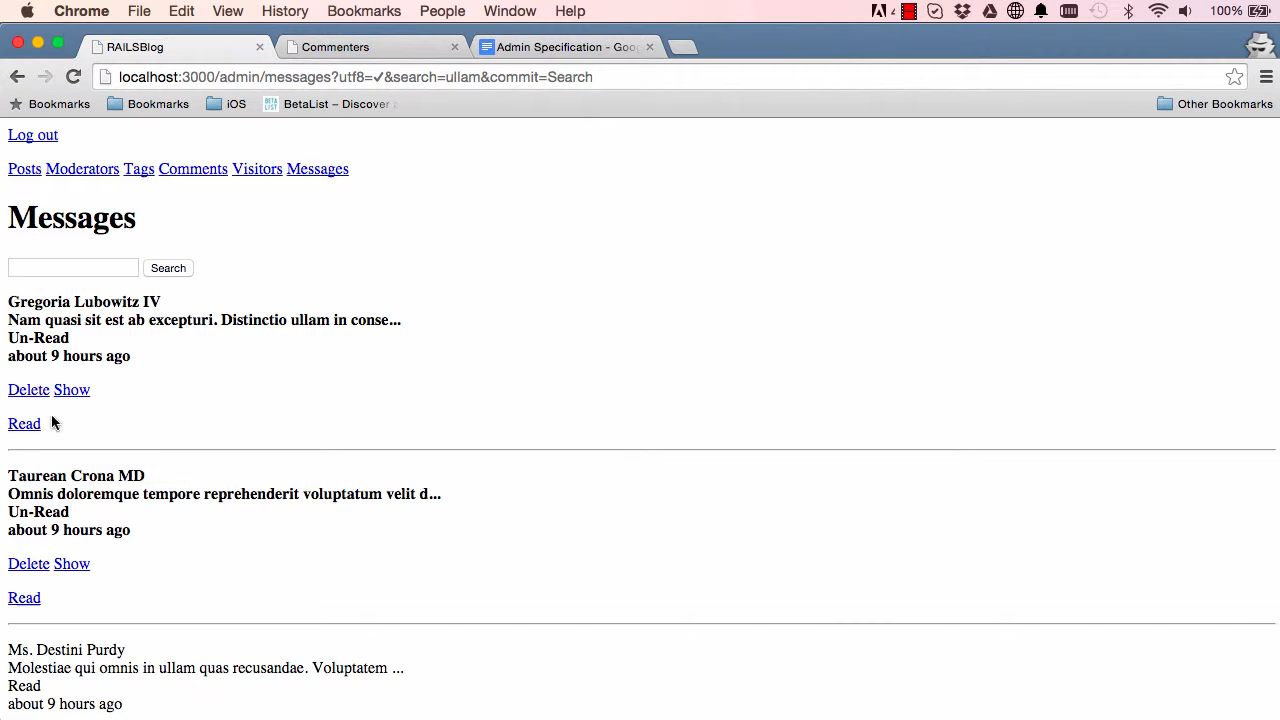 Chrome File Edit View History Bookmarks People Window Help 4 100%
RAILSBlog Commenters Admin Specification - Goo
localhost:3000/admin/messages?utf8=✓&search=ullam&commit=Search
Bookmarks Bookmarks iOS BETA LIST BetaList – Discover Other Bookmarks
Log out
Posts Moderators Tags Comments Visitors Messages
Messages
Search
Gregoria Lubowitz IV
Nam quasi sit est ab excepturi. Distinctio ullam in conse...
Un-Read
about 9 hours ago
Delete Show
Read
Taurean Crona MD
Omnis doloremque tempore reprehenderit voluptatum velit d...
Un-Read
about 9 hours ago
Delete Show
Read
Ms. Destini Purdy
Molestiae qui omnis in ullam quas recusandae. Voluptatem ...
Read
about 9 hours ago